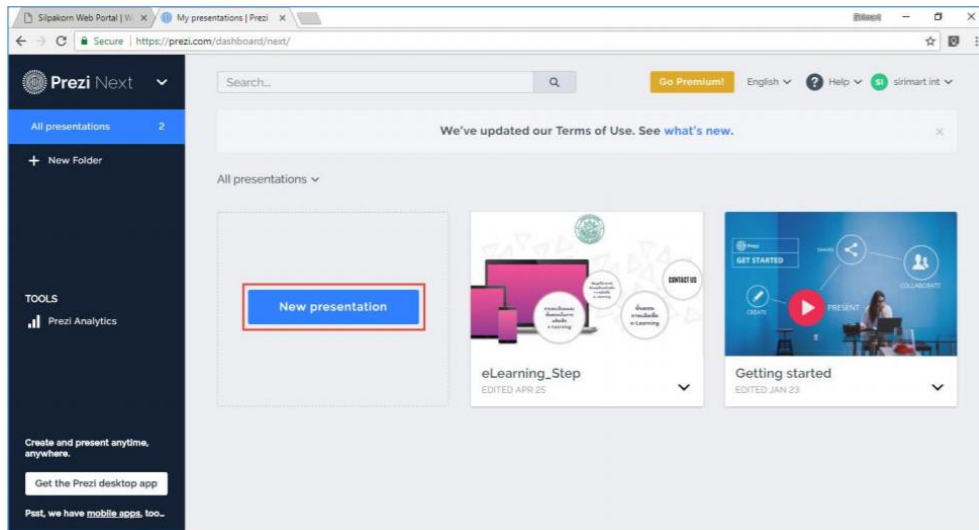 Silpakorn Web Portal | W
My presentations | Prezi
Secure | https://prezi.com/dashboard/next/
Prezi Next
Search...
Go Premium!
English
Help
SI
sirimart int
All presentations 2
We've updated our Terms of Use. See what's new.
+ New Folder
All presentations
New presentation
CONTACT US
e-Learning
e-Learning
Prezi
GET STARTED
SHARE
COLLABORATE
CREATE
PRESENT
TOOLS
Prezi Analytics
eLearning_Step
EDITED APR 25
Getting started
EDITED JAN 23
Create and present anytime,
anywhere.
Get the Prezi desktop app
Psst, we have mobile apps, too...